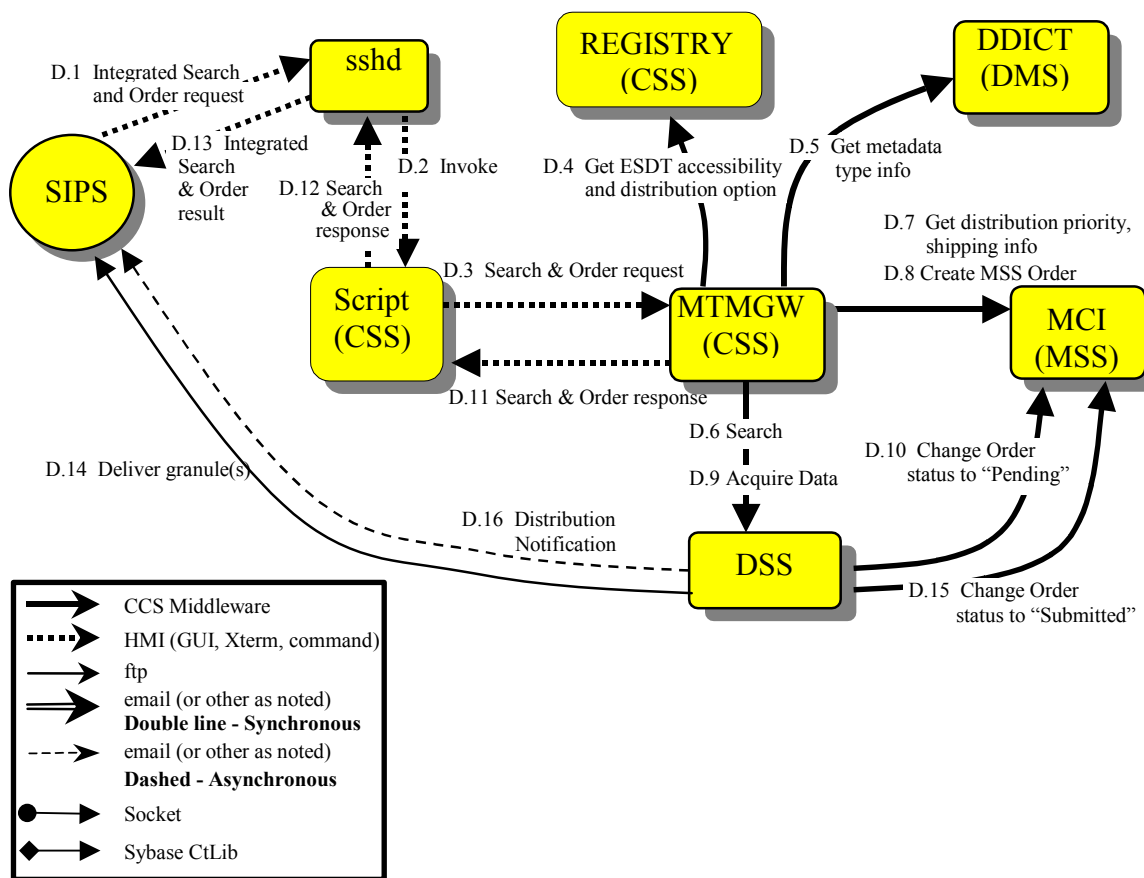 REGISTRY
(CSS)
DDICT
(DMS)
sshd
D.1 Integrated Search
and Order request
D.13 Integrated
Search
& Order
result
D.2 Invoke
D.4 Get ESDT accessibility
and distribution option
D.5 Get metadata
type info
SIPS
D.12 Search
& Order
response
D.7 Get distribution priority,
shipping info
D.8 Create MSS Order
D.3 Search & Order request
Script
(CSS)
MTMGW
(CSS)
MCI
(MSS)
D.11 Search & Order response
D.6 Search
D.9 Acquire Data
D.10 Change Order
status to “Pending”
D.14 Deliver granule(s)
D.16 Distribution
Notification
DSS
D.15 Change Order
status to “Submitted”
CCS Middleware
HMI (GUI, Xterm, command)
ftp
email (or other as noted)
Double line - Synchronous
email (or other as noted)
Dashed - Asynchronous
Socket
Sybase CtLib